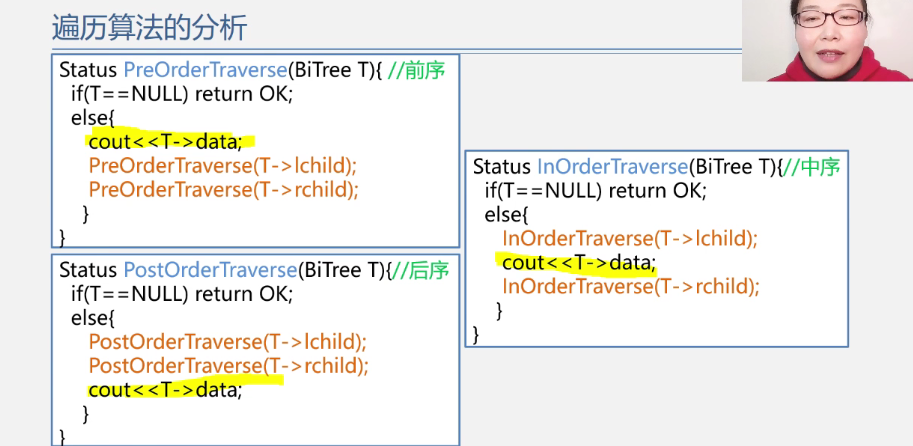 遍历算法的分析
Status PreOrderTraverse(BiTree T){ //前序
if(T==NULL) return OK;
else{
cout<<T->data;
PreOrderTraverse(T->lchild);
PreOrderTraverse(T->rchild);
}
}
Status PostOrderTraverse(BiTree T){//后序
if(T==NULL) return OK;
else{
PostOrderTraverse(T->lchild);
PostOrderTraverse(T->rchild);
cout<<T->data;
}
}
Status InOrderTraverse(BiTree T){//中序
if(T==NULL) return OK;
else{
InOrderTraverse(T->lchild);
cout<<T->data;
InOrderTraverse(T->rchild);
}
}